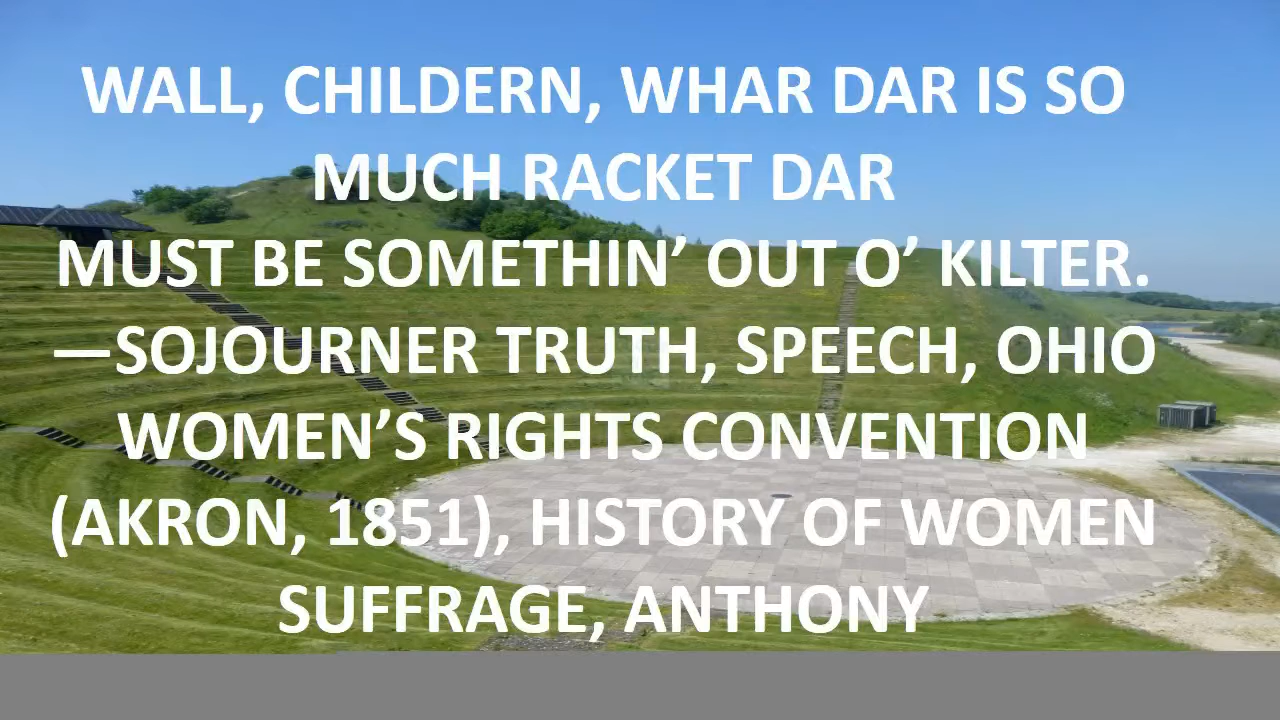 WALL, CHILDERN, WHAR DAR IS SO
MUCH RACKET DAR
MUST BE SOMETHIN’ OUT O’ KILTER.
—SOJOURNER TRUTH, SPEECH, OHIO
WOMEN’S RIGHTS CONVENTION
(AKRON, 1851), HISTORY OF WOMEN
SUFFRAGE, ANTHONY